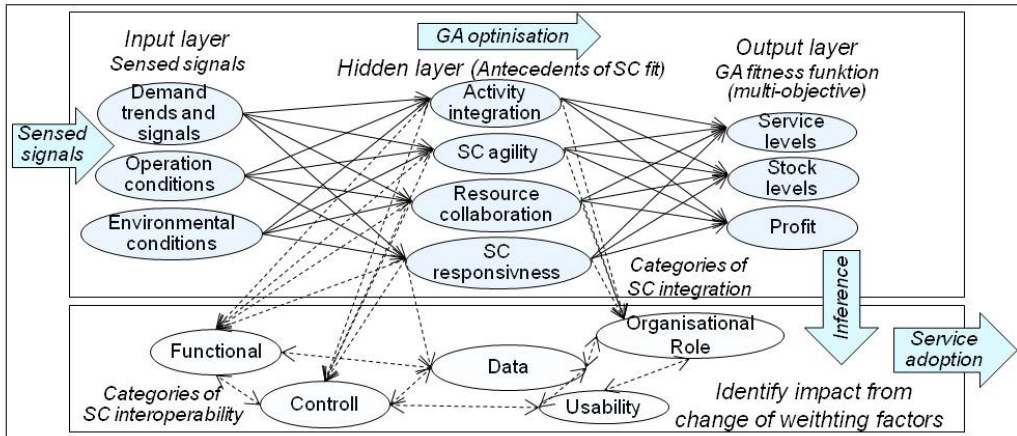 Input layer
Sensed signals
GA optinisation
Output layer
GA fitness funktion
(multi-objective)
Hidden layer (Antecedents of SC fit)
Sensed
signals
Demand
trends and
signals
Operation
conditions
Environmental
conditions
Activity
integration
SC agility
Resource
collaboration
SC
responsivness
Service
levels
Stock
levels
Profit
Categories of
SC integration
Inference
Service
adoption
Functional
Controll
Data
Usability
Organisational
Role
Categories of
SC interoperability
Identify impact from
change of weithting factors